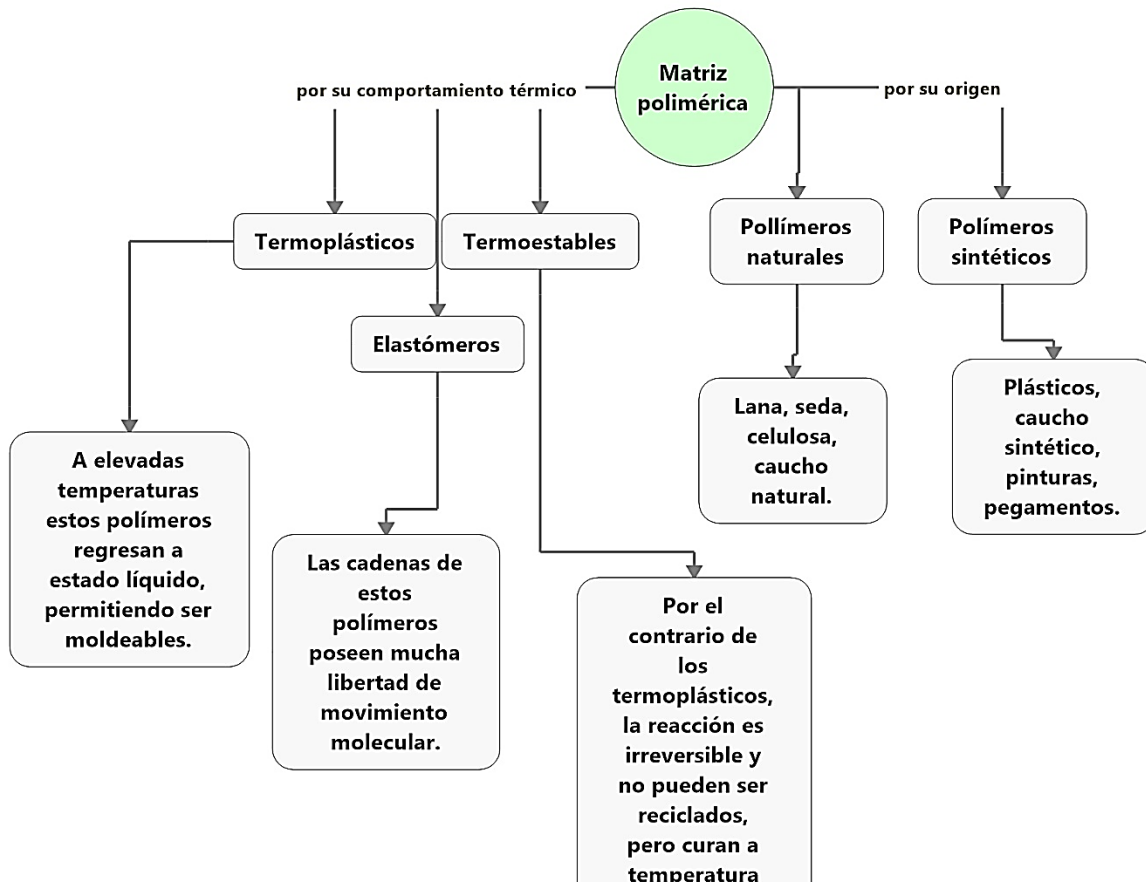 Matriz
polimérica
por su comportamiento térmico
por su origen
Termoplásticos
Termoestables
Pollímeros
naturales
Polímeros
sintéticos
Elastómeros
A elevadas
temperaturas
estos polímeros
regresan a
estado líquido,
permitiendo ser
moldeables.
Las cadenas de
estos
polímeros
poseen mucha
libertad de
movimiento
molecular.
Por el
contrario de
los
termoplásticos,
la reacción es
irreversible y
no pueden ser
reciclados,
pero curan a
temperatura
Lana, seda,
celulosa,
caucho
natural.
Plásticos,
caucho
sintético,
pinturas,
pegamentos.